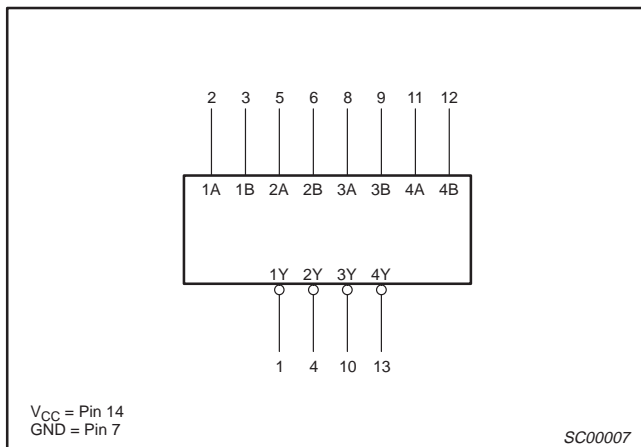 2 3 5 6 8 9 11 12
1A 1B 2A 2B 3A 3B 4A 4B
1Y 2Y 3Y 4Y
1 4 10 13
VCC = Pin 14
GND = Pin 7
SC00007